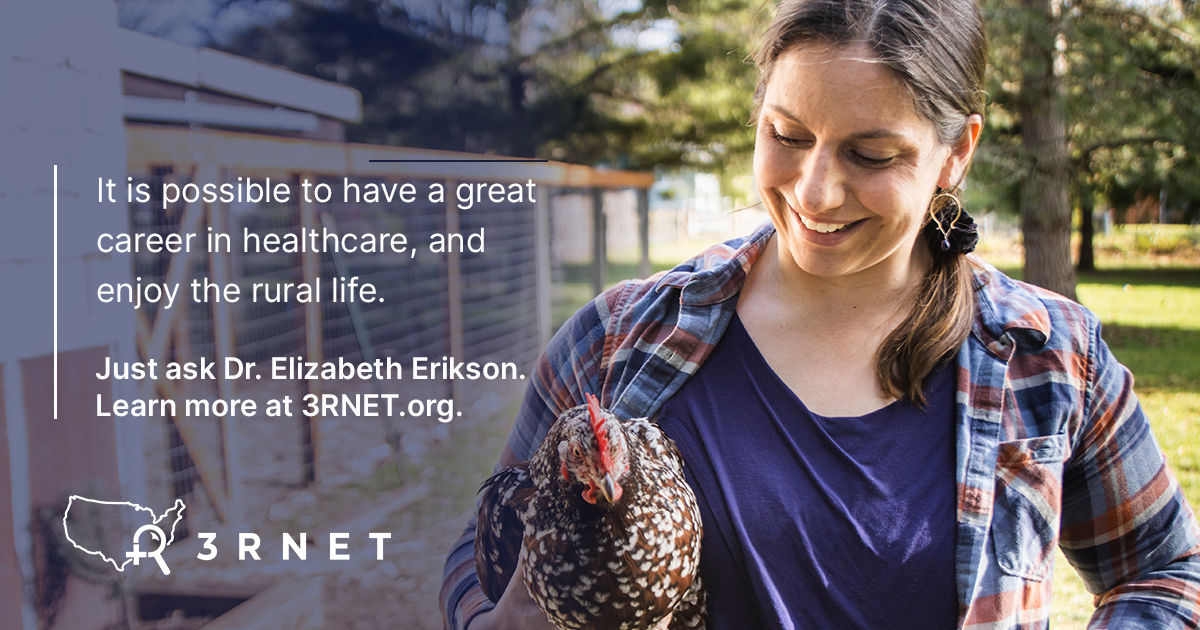 It is possible to have a great
career in healthcare, and
enjoy the rural life.
Just ask Dr. Elizabeth Erikson.
Learn more at 3RNET.org.
R
3RNET